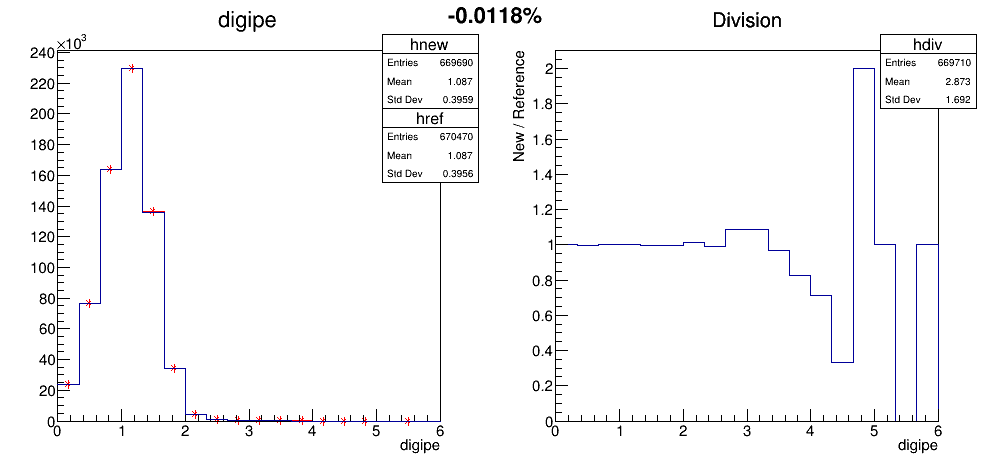 -0.0118%
digipe
×10³
hnew
Entries 669690
Mean 1.087
Std Dev 0.3959
href
Entries 670470
Mean 1.087
Std Dev 0.3956
240
220
200
180
160
140
120
100
80
60
40
20
0
0 1 2 3 4 5 6
digipe
Division
hdiv
Entries 669710
Mean 2.873
Std Dev 1.692
New / Reference
2
1.8
1.6
1.4
1.2
1
0.8
0.6
0.4
0.2
0
0 1 2 3 4 5 6
digipe